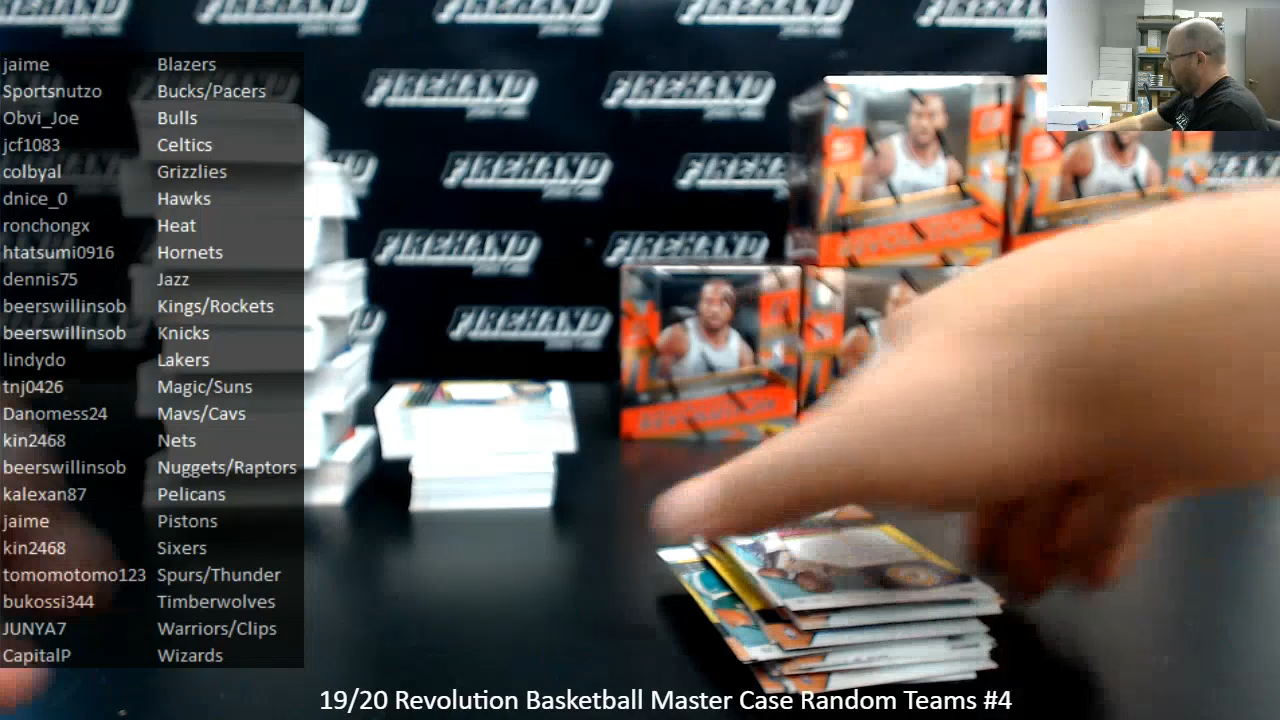 jaime Blazers
Sportsnutzo Bucks/Pacers
Obvi_Joe Bulls
jcf1083 Celtics
colbyal Grizzlies
dnice_0 Hawks
ronchongx Heat
htatsumi0916 Hornets
dennis75 Jazz
beerswillinsob Kings/Rockets
beerswillinsob Knicks
lindydo Lakers
tnj0426 Magic/Suns
Danomess24 Mavs/Cavs
kin2468 Nets
beerswillinsob Nuggets/Raptors
kalexan87 Pelicans
jaime Pistons
kin2468 Sixers
tomomotomo123 Spurs/Thunder
bukossi344 Timberwolves
JUNYA7 Warriors/Clips
CapitalP Wizards
FIREHAND
FIREHAND
FIREHAND
FIREHAND
FIREHAND
FIREHAND
FIREHAND
FIREHAND
FIREHAND
REVOLUTION
REVOLUTION
19/20 Revolution Basketball Master Case Random Teams #4